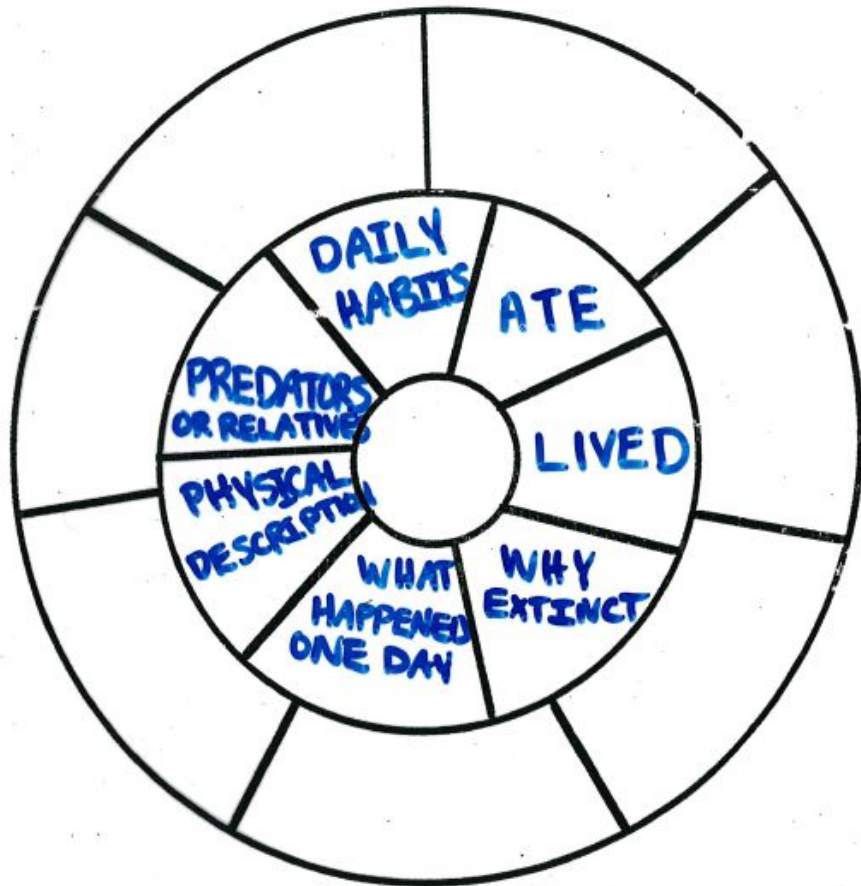 DAILY
HABITS
ATE
LIVED
WHY
EXTINCT
WHAT
HAPPENED
ONE DAY
PHYSICAL
DESCRIPTION
PREDATORS
OR RELATIVES